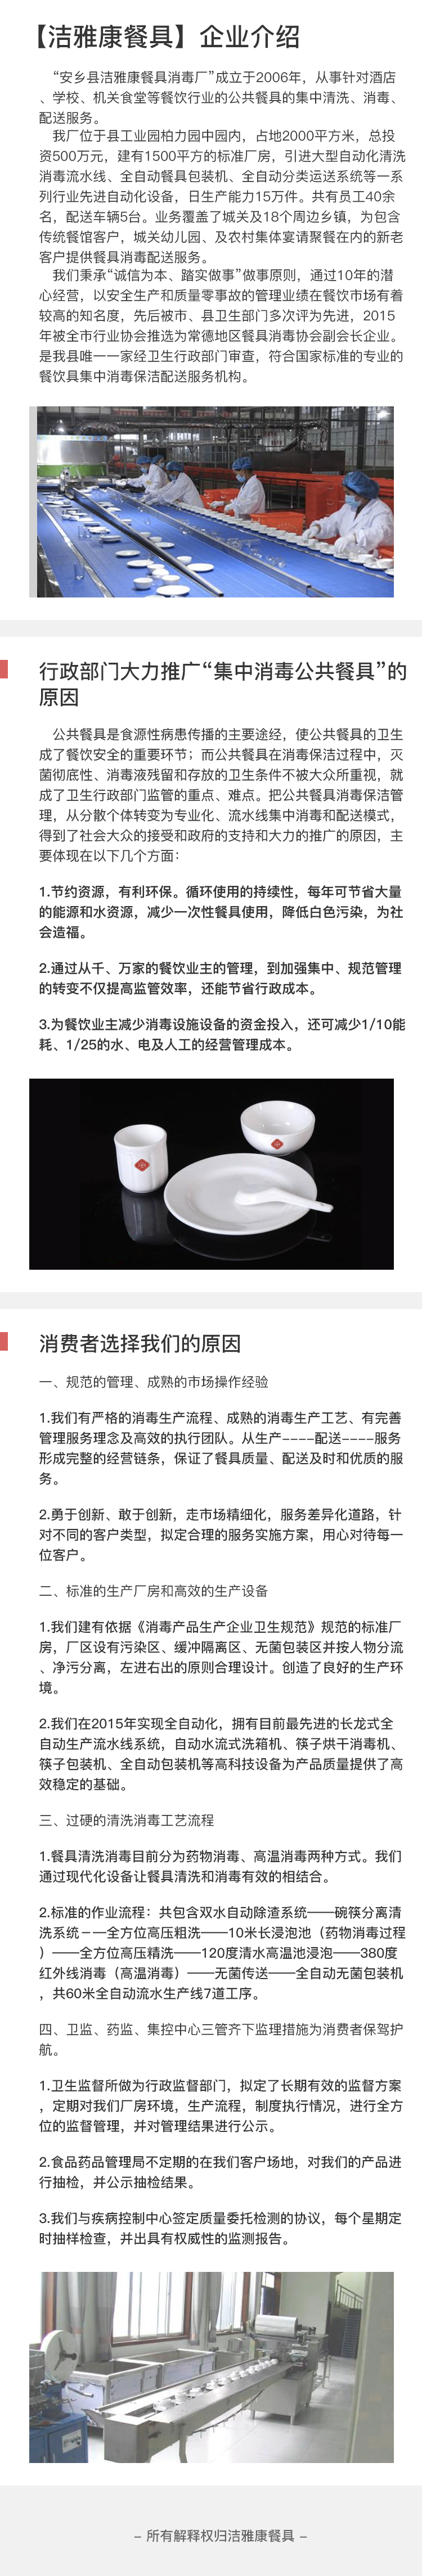 【洁雅康餐具】企业介绍
“安乡县洁雅康餐具消毒厂”成立于2006年，从事针对酒店
、学校、机关食堂等餐饮行业的公共餐具的集中清洗、消毒、
配送服务。
我厂位于县工业园柏力园中园内，占地2000平方米，总投
资500万元，建有1500平方的标准厂房，引进大型自动化清洗
消毒流水线、全自动餐具包装机、全自动分类运送系统等一系
列行业先进自动化设备，日生产能力15万件。共有员工40余
名，配送车辆5台。业务覆盖了城关及18个周边乡镇，为包含
传统餐馆客户，城关幼儿园、及农村集体宴请聚餐在内的新老
客户提供餐具消毒配送服务。
我们秉承“诚信为本、踏实做事”做事原则，通过10年的潜
心经营，以安全生产和质量零事故的管理业绩在餐饮市场有着
较高的知名度，先后被市、县卫生部门多次评为先进，2015
年被全市行业协会推选为常德地区餐具消毒协会副会长企业。
是我县唯一一家经卫生行政部门审查，符合国家标准的专业的
餐饮具集中消毒保洁配送服务机构。
行政部门大力推广“集中消毒公共餐具”的
原因
公共餐具是食源性病患传播的主要途经，使公共餐具的卫生
成了餐饮安全的重要环节；而公共餐具在消毒保洁过程中，灭
菌彻底性、消毒液残留和存放的卫生条件不被大众所重视，就
成了卫生行政部门监管的重点、难点。把公共餐具消毒保洁管
理，从分散个体转变为专业化、流水线集中消毒和配送模式，
得到了社会大众的接受和政府的支持和大力的推广的原因，主
要体现在以下几个方面：
1.节约资源，有利环保。循环使用的持续性，每年可节省大量
的能源和水资源，减少一次性餐具使用，降低白色污染，为社
会造福。
2.通过从千、万家的餐饮业主的管理，到加强集中、规范管理
的转变不仅提高监管效率，还能节省行政成本。
3.为餐饮业主减少消毒设施设备的资金投入，还可减少1/10能
耗、1/25的水、电及人工的经营管理成本。
消费者选择我们的原因
一、规范的管理、成熟的市场操作经验
1.我们有严格的消毒生产流程、成熟的消毒生产工艺、有完善
管理服务理念及高效的执行团队。从生产----配送----服务
形成完整的经营链条，保证了餐具质量、配送及时和优质的服
务。
2.勇于创新、敢于创新，走市场精细化，服务差异化道路，针
对不同的客户类型，拟定合理的服务实施方案，用心对待每一
位客户。
二、标准的生产厂房和高效的生产设备
1.我们建有依据《消毒产品生产企业卫生规范》规范的标准厂
房，厂区设有污染区、缓冲隔离区、无菌包装区并按人物分流
、净污分离，左进右出的原则合理设计。创造了良好的生产环
境。
2.我们在2015年实现全自动化，拥有目前最先进的长龙式全
自动生产流水线系统，自动水流式洗箱机、筷子烘干消毒机、
筷子包装机、全自动包装机等高科技设备为产品质量提供了高
效稳定的基础。
三、过硬的清洗消毒工艺流程
1.餐具清洗消毒目前分为药物消毒、高温消毒两种方式。我们
通过现代化设备让餐具清洗和消毒有效的相结合。
2.标准的作业流程：共包含双水自动除渣系统——碗筷分离清
洗系统－—全方位高压粗洗——10米长浸泡池（药物消毒过程
）——全方位高压精洗——120度清水高温池浸泡——380度
红外线消毒（高温消毒）——无菌传送——全自动无菌包装机
，共60米全自动流水生产线7道工序。
四、卫监、药监、集控中心三管齐下监理措施为消费者保驾护
航。
1.卫生监督所做为行政监督部门，拟定了长期有效的监督方案
，定期对我们厂房环境，生产流程，制度执行情况，进行全方
位的监督管理，并对管理结果进行公示。
2.食品药品管理局不定期的在我们客户场地，对我们的产品进
行抽检，并公示抽检结果。
3.我们与疾病控制中心签定质量委托检测的协议，每个星期定
时抽样检查，并出具有权威性的监测报告。
- 所有解释权归洁雅康餐具 -